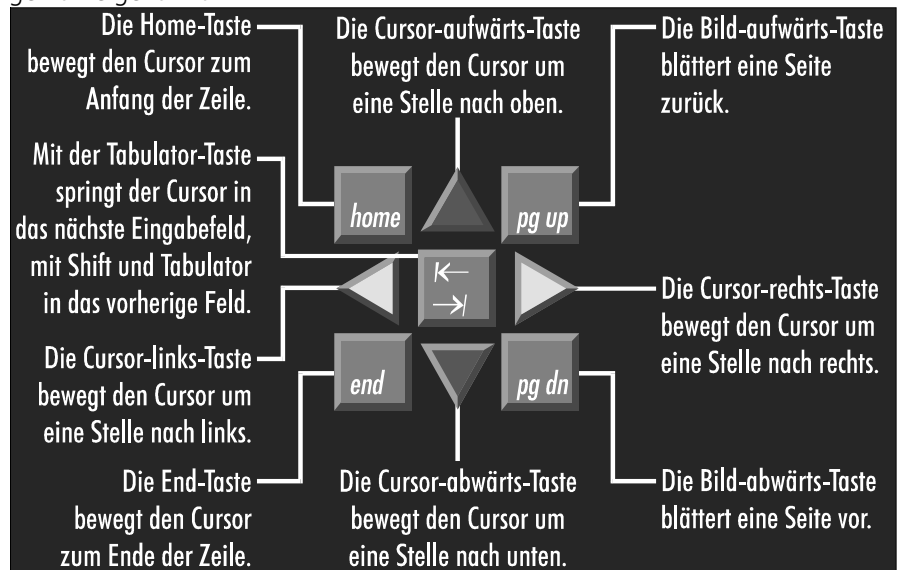 Die Home-Taste
bewegt den Cursor zum
Anfang der Zeile.
Die Cursor-aufwärts-Taste
bewegt den Cursor um
eine Stelle nach oben.
Die Bild-aufwärts-Taste
blättert eine Seite
zurück.
Mit der Tabulator-Taste
springt der Cursor in
das nächste Eingabefeld,
mit Shift und Tabulator
in das vorherige Feld.
home
pg up
Die Cursor-links-Taste
bewegt den Cursor um
eine Stelle nach links.
Die Cursor-rechts-Taste
bewegt den Cursor um
eine Stelle nach rechts.
end
pg dn
Die End-Taste
bewegt den Cursor
zum Ende der Zeile.
Die Cursor-abwärts-Taste
bewegt den Cursor um
eine Stelle nach unten.
Die Bild-abwärts-Taste
blättert eine Seite vor.